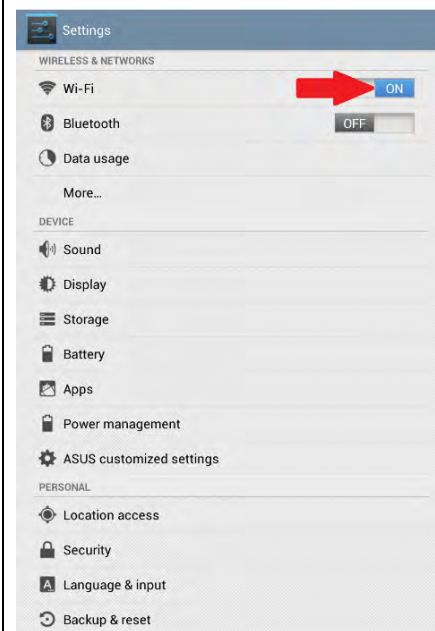 Settings
WIRELESS & NETWORKS
Wi-Fi ON
Bluetooth OFF
Data usage
More...
DEVICE
Sound
Display
Storage
Battery
Apps
Power management
ASUS customized settings
PERSONAL
Location access
Security
A Language & input
Backup & reset